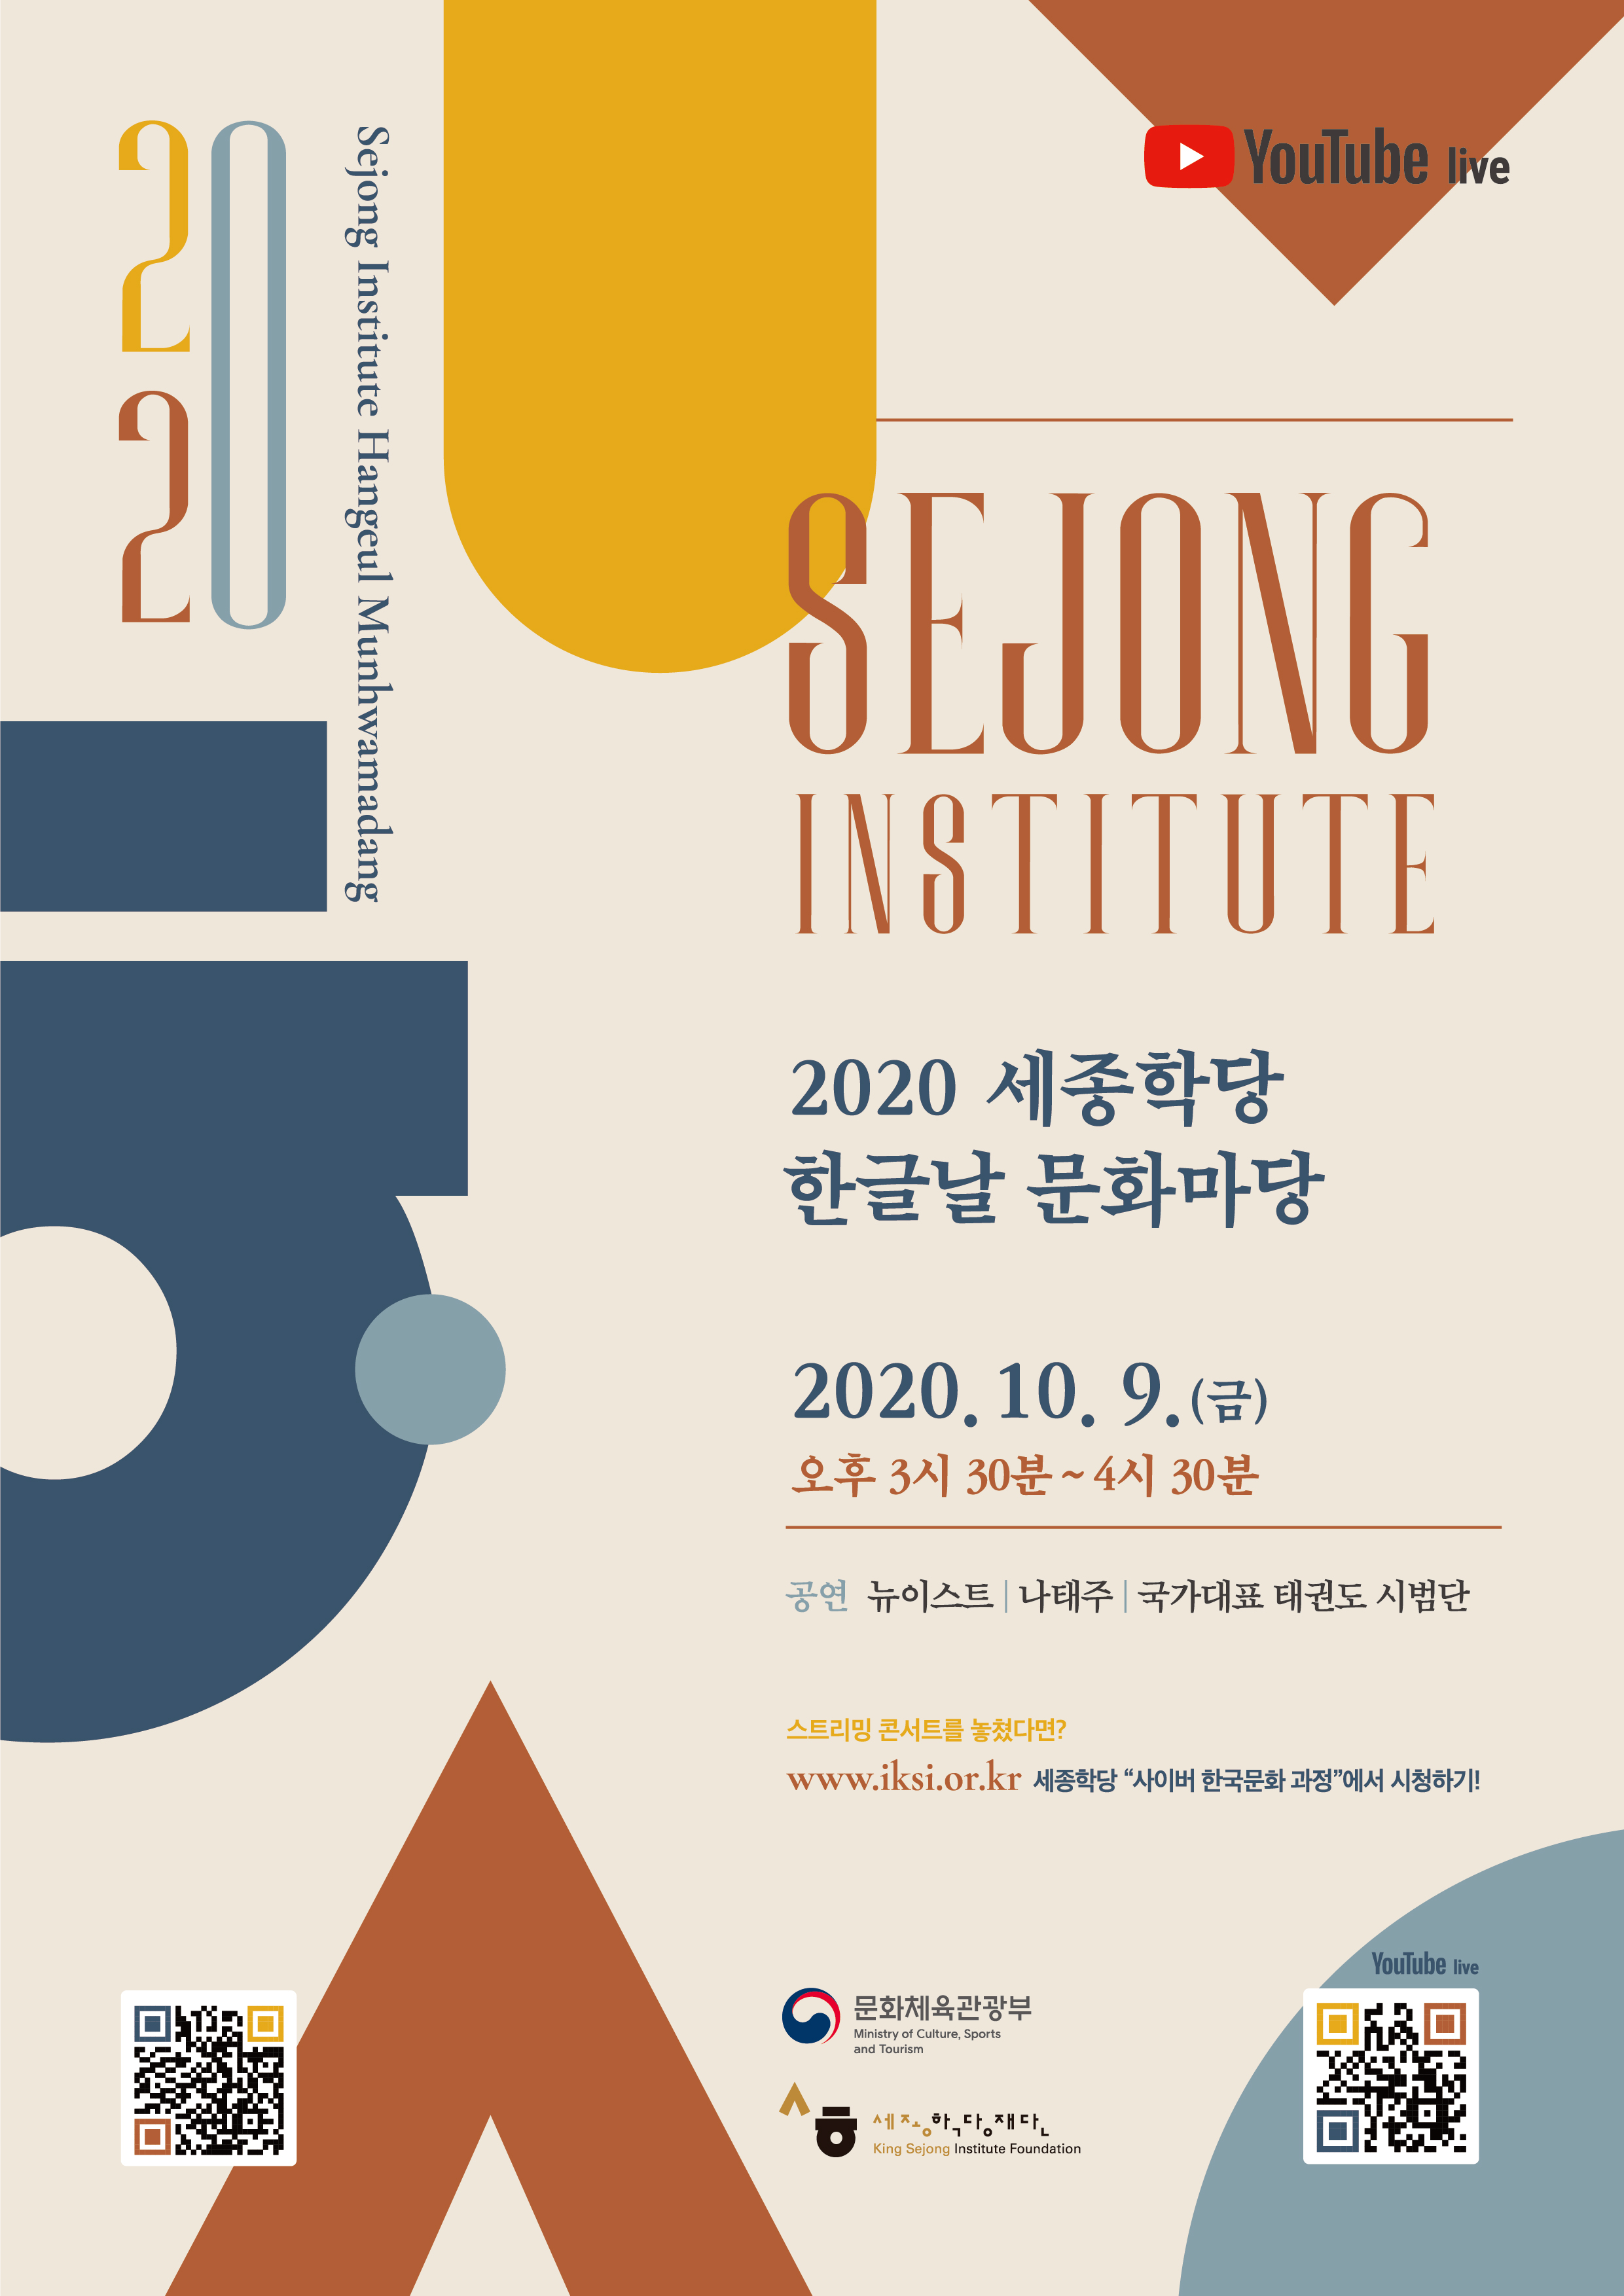 2020
Sejong Institute Hangeul Munhwamadang
YouTube live
SEJONG
INSTITUTE
2020 세종학당
한글날 문화마당
2020. 10. 9. (금)
오후 3시 30분 ~ 4시 30분
공연 뉴이스트 | 나태주 | 국가대표 태권도 시범단
스트리밍 콘서트를 놓쳤다면?
www.iksi.or.kr 세종학당 “사이버 한국문화 과정”에서 시청하기!
YouTube live
문화체육관광부
Ministry of Culture, Sports
and Tourism
세종학당재단
King Sejong Institute Foundation